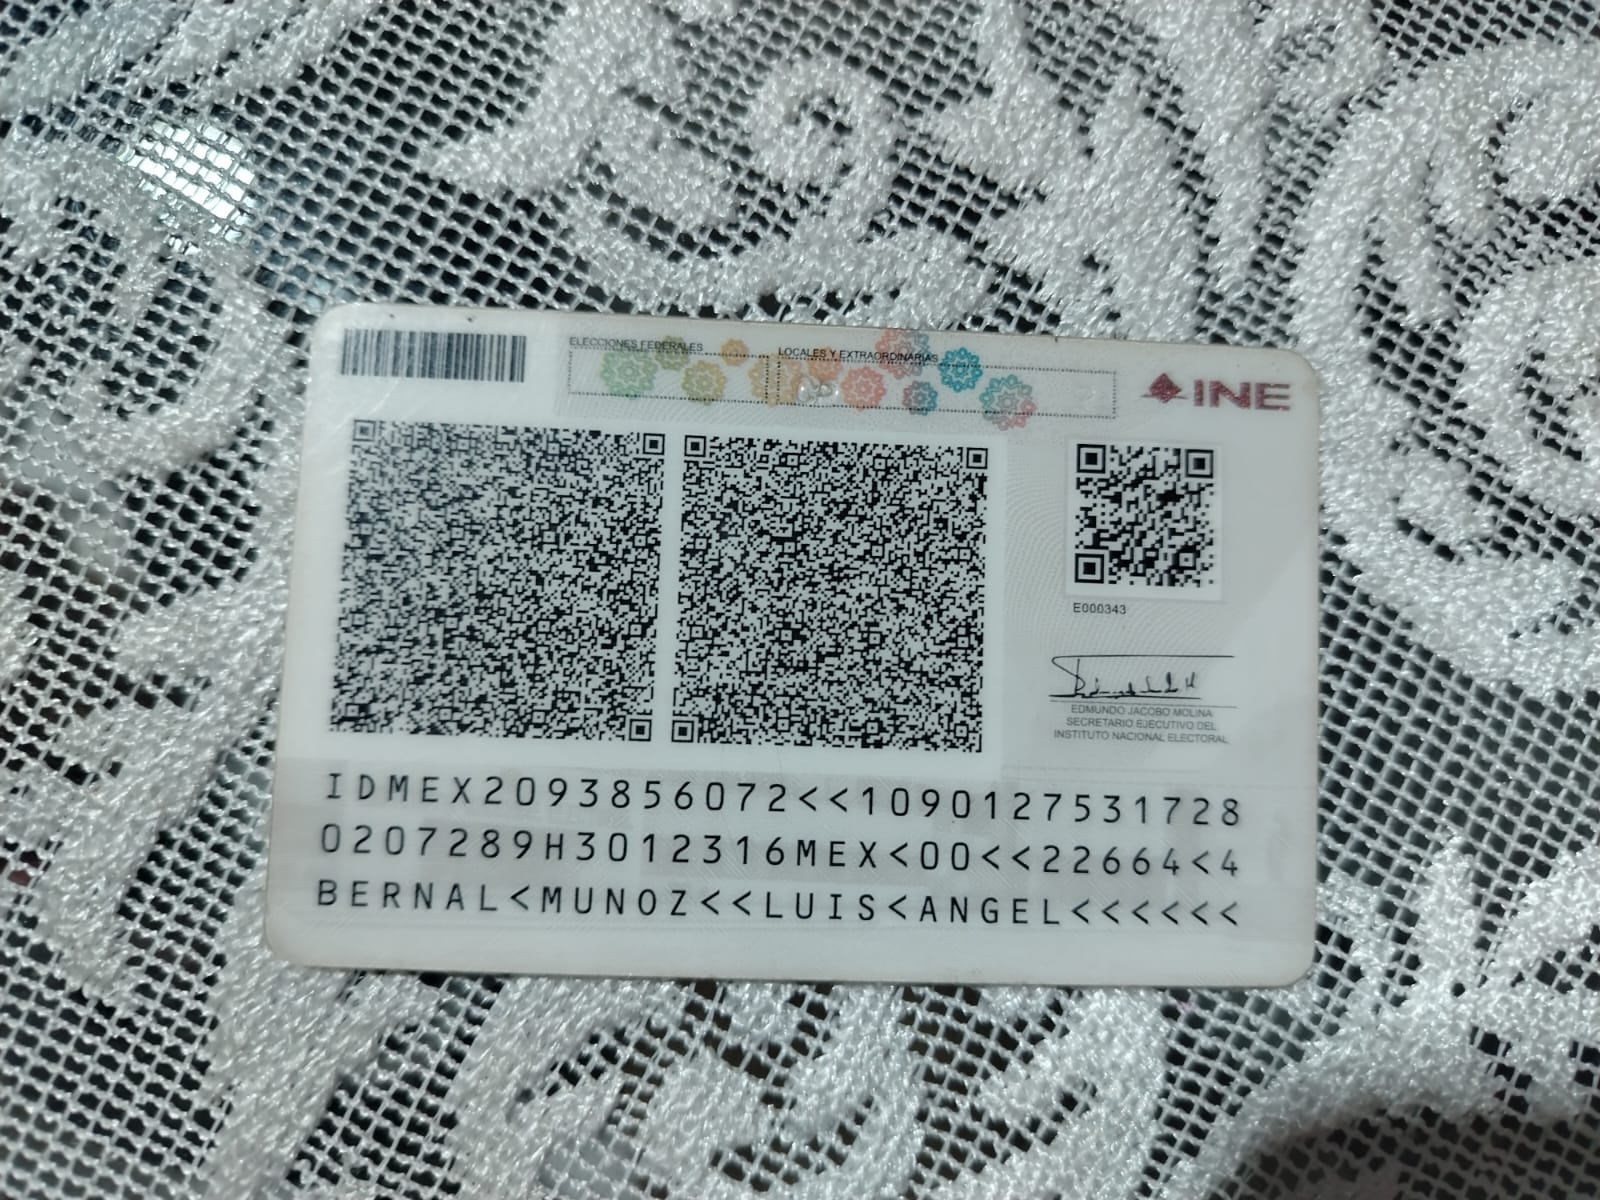 ELECCIONES FEDERALES
LOCALES Y EXTRAORDINARIAS
INE
E000343
EDMUNDO JACOBO MOLINA
SECRETARIO EJECUTIVO DEL
INSTITUTO NACIONAL ELECTORAL
IDMEX2093856072<<1090127531728
0207289H3012316MEX<00<<22664<4
BERNAL<MUNOZ<<LUIS<ANGEL<<<<<<